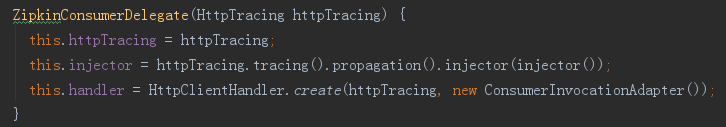 ZipkinConsumerDelegate(HttpTracing httpTracing) {
this.httpTracing = httpTracing;
this.injector = httpTracing.tracing().propagation().injector(injector());
this.handler = HttpClientHandler.create(httpTracing, new ConsumerInvocationAdapter());
}